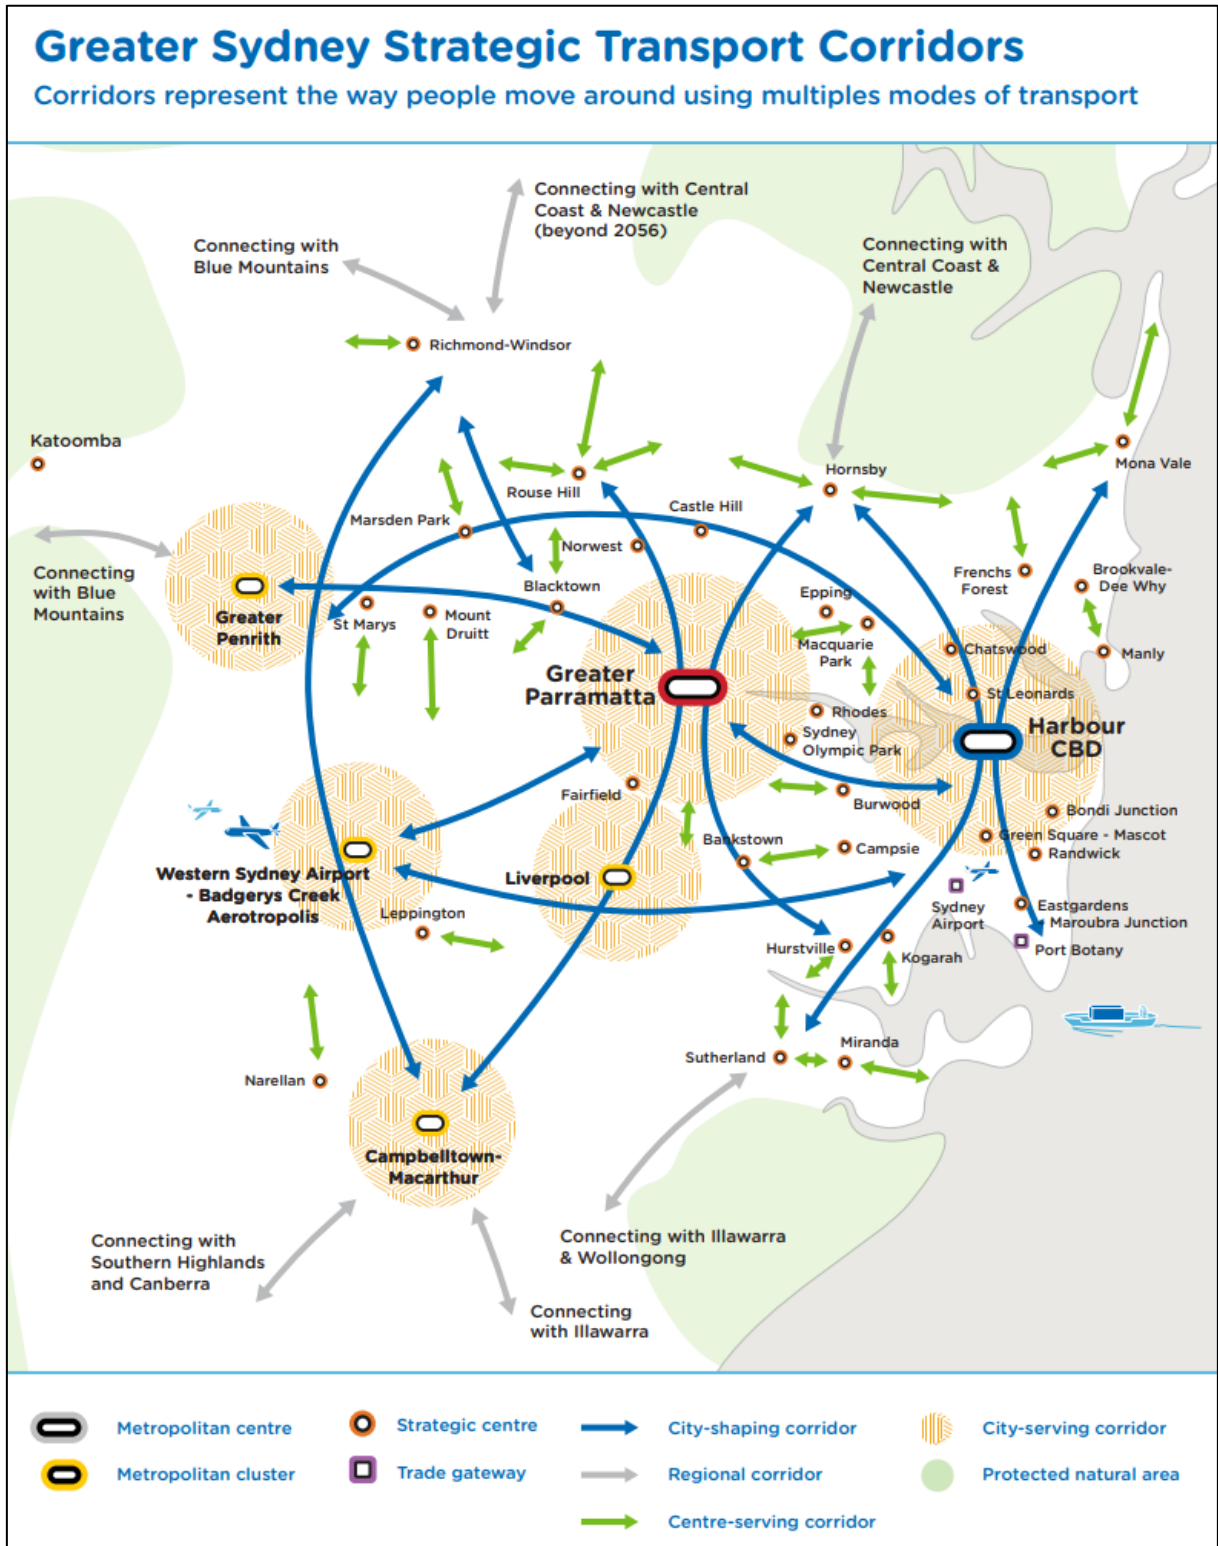 Greater Sydney Strategic Transport Corridors
Corridors represent the way people move around using multiples modes of transport
Connecting with Central
Coast & Newcastle
(beyond 2056)
Connecting with
Blue Mountains
Connecting with
Central Coast &
Newcastle
Richmond-Windsor
Katoomba
Mona Vale
Hornsby
Rouse Hill
Castle Hill
Marsden Park
Norwest
Connecting
with Blue
Mountains
Blacktown
Frenchs
Forest
Brookvale-
Dee Why
Epping
Greater
Penrith
St Marys
Mount
Druitt
Macquarie
Park
Chatswood
Manly
Greater
Parramatta
St Leonards
Rhodes
Sydney
Olympic Park
Harbour
CBD
Fairfield
Burwood
Bondi Junction
Bankstown
Campsie
Green Square - Mascot
Randwick
Western Sydney Airport
- Badgerys Creek
Aerotropolis
Liverpool
Leppington
Sydney
Airport
Eastgardens
Maroubra Junction
Port Botany
Hurstville
Kogarah
Sutherland
Miranda
Narellan
Campbelltown-
Macarthur
Connecting with
Southern Highlands
and Canberra
Connecting with Illawarra
& Wollongong
Connecting
with Illawarra
Metropolitan centre
Strategic centre
City-shaping corridor
City-serving corridor
Metropolitan cluster
Trade gateway
Regional corridor
Protected natural area
Centre-serving corridor